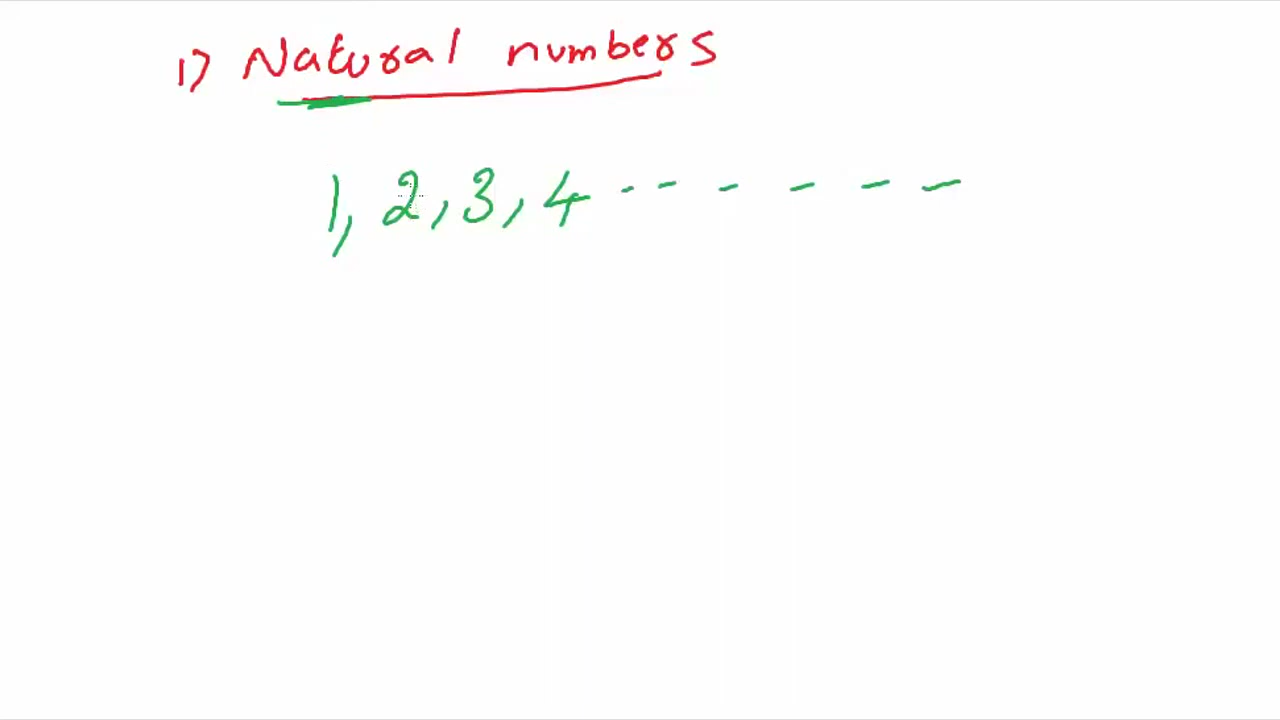 1) Natural numbers
1, 2, 3, 4 - - - - - - -